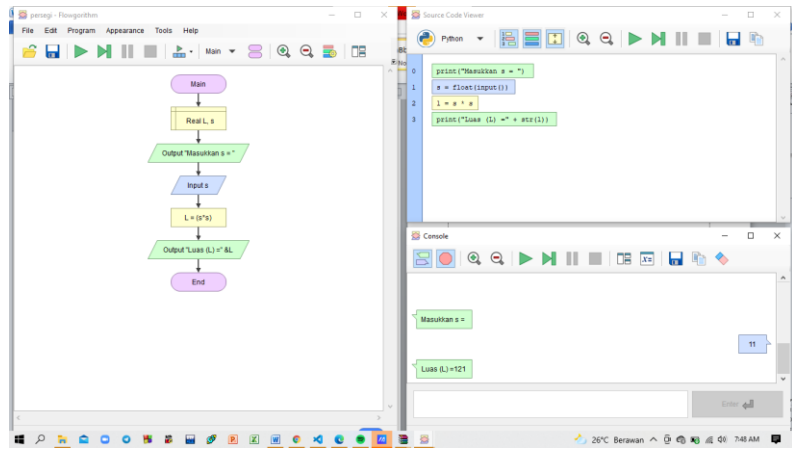 persegi - Flowgorithm
File Edit Program Appearance Tools Help
Main
Main
Real L, s
Output "Masukkan s = "
Input s
L = (s*s)
Output "Luas (L) =" &L
End
Source Code Viewer
Python
0 print("Masukkan s = ")
1 s = float(input())
2 l = s * s
3 print("Luas (L) =" + str(l))
Console
Masukkan s =
11
Luas (L) =121
Enter
26°C Berawan
7:48 AM